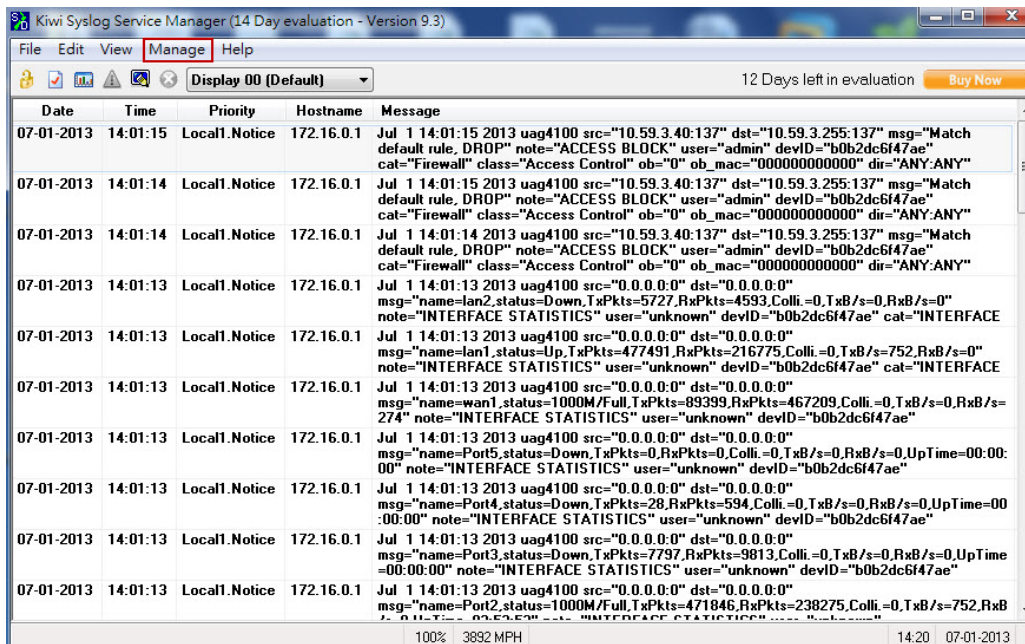 Kiwi Syslog Service Manager (14 Day evaluation - Version 9.3)
File Edit View Manage Help
Display 00 (Default)
12 Days left in evaluation
Buy Now
Date Time Priority Hostname Message
07-01-2013 14:01:15 Local1.Notice 172.16.0.1 Jul 1 14:01:15 2013 uag4100 src="10.59.3.40:137" dst="10.59.3.255:137" msg="Match
default rule, DROP" note="ACCESS BLOCK" user="admin" devID="b0b2dc6f47ae"
cat="Firewall" class="Access Control" ob="0" ob_mac="000000000000" dir="ANY:ANY"
07-01-2013 14:01:14 Local1.Notice 172.16.0.1 Jul 1 14:01:15 2013 uag4100 src="10.59.3.40:137" dst="10.59.3.255:137" msg="Match
default rule, DROP" note="ACCESS BLOCK" user="admin" devID="b0b2dc6f47ae"
cat="Firewall" class="Access Control" ob="0" ob_mac="000000000000" dir="ANY:ANY"
07-01-2013 14:01:14 Local1.Notice 172.16.0.1 Jul 1 14:01:14 2013 uag4100 src="10.59.3.40:137" dst="10.59.3.255:137" msg="Match
default rule, DROP" note="ACCESS BLOCK" user="admin" devID="b0b2dc6f47ae"
cat="Firewall" class="Access Control" ob="0" ob_mac="000000000000" dir="ANY:ANY"
07-01-2013 14:01:13 Local1.Notice 172.16.0.1 Jul 1 14:01:13 2013 uag4100 src="0.0.0.0:0" dst="0.0.0.0:0"
msg="name=lan2,status=Down,TxPkts=5727,RxPkts=4593,Colli.=0,TxB/s=0,RxB/s=0"
note="INTERFACE STATISTICS" user="unknown" devID="b0b2dc6f47ae" cat="INTERFACE
07-01-2013 14:01:13 Local1.Notice 172.16.0.1 Jul 1 14:01:13 2013 uag4100 src="0.0.0.0:0" dst="0.0.0.0:0"
msg="name=lan1,status=Up,TxPkts=477491,RxPkts=216775,Colli.=0,TxB/s=752,RxB/s=0"
note="INTERFACE STATISTICS" user="unknown" devID="b0b2dc6f47ae" cat="INTERFACE
07-01-2013 14:01:13 Local1.Notice 172.16.0.1 Jul 1 14:01:13 2013 uag4100 src="0.0.0.0:0" dst="0.0.0.0:0"
msg="name=wan1,status=1000M/Full,TxPkts=89399,RxPkts=467209,Colli.=0,TxB/s=0,RxB/s=
274" note="INTERFACE STATISTICS" user="unknown" devID="b0b2dc6f47ae"
07-01-2013 14:01:13 Local1.Notice 172.16.0.1 Jul 1 14:01:13 2013 uag4100 src="0.0.0.0:0" dst="0.0.0.0:0"
msg="name=Port5,status=Down,TxPkts=0,RxPkts=0,Colli.=0,TxB/s=0,RxB/s=0,UpTime=00:00:
00" note="INTERFACE STATISTICS" user="unknown" devID="b0b2dc6f47ae"
07-01-2013 14:01:13 Local1.Notice 172.16.0.1 Jul 1 14:01:13 2013 uag4100 src="0.0.0.0:0" dst="0.0.0.0:0"
msg="name=Port4,status=Down,TxPkts=28,RxPkts=594,Colli.=0,TxB/s=0,RxB/s=0,UpTime=00
:00:00" note="INTERFACE STATISTICS" user="unknown" devID="b0b2dc6f47ae"
07-01-2013 14:01:13 Local1.Notice 172.16.0.1 Jul 1 14:01:13 2013 uag4100 src="0.0.0.0:0" dst="0.0.0.0:0"
msg="name=Port3,status=Down,TxPkts=7797,RxPkts=9813,Colli.=0,TxB/s=0,RxB/s=0,UpTime
=00:00:00" note="INTERFACE STATISTICS" user="unknown" devID="b0b2dc6f47ae"
07-01-2013 14:01:13 Local1.Notice 172.16.0.1 Jul 1 14:01:13 2013 uag4100 src="0.0.0.0:0" dst="0.0.0.0:0"
msg="name=Port2,status=1000M/Full,TxPkts=471846,RxPkts=238275,Colli.=0,TxB/s=752,RxB
100% 3892 MPH 14:20 07-01-2013